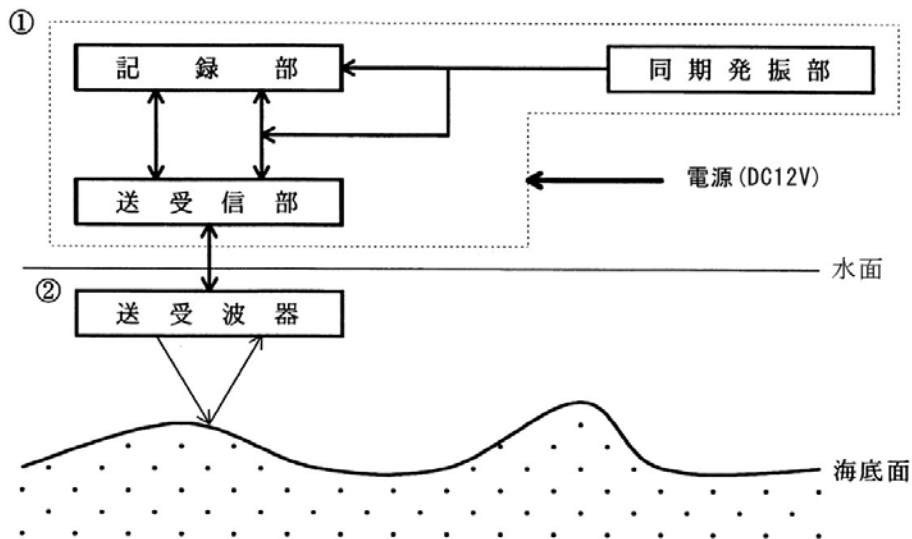 ①
記録部
同期発振部
送受信部
電源(DC12V)
水面
②
送受波器
海底面